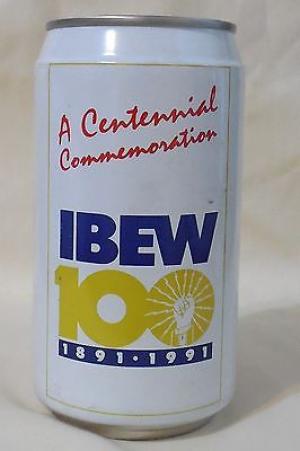 A Centennial
Commemoration
IBEW
100
1891·1991